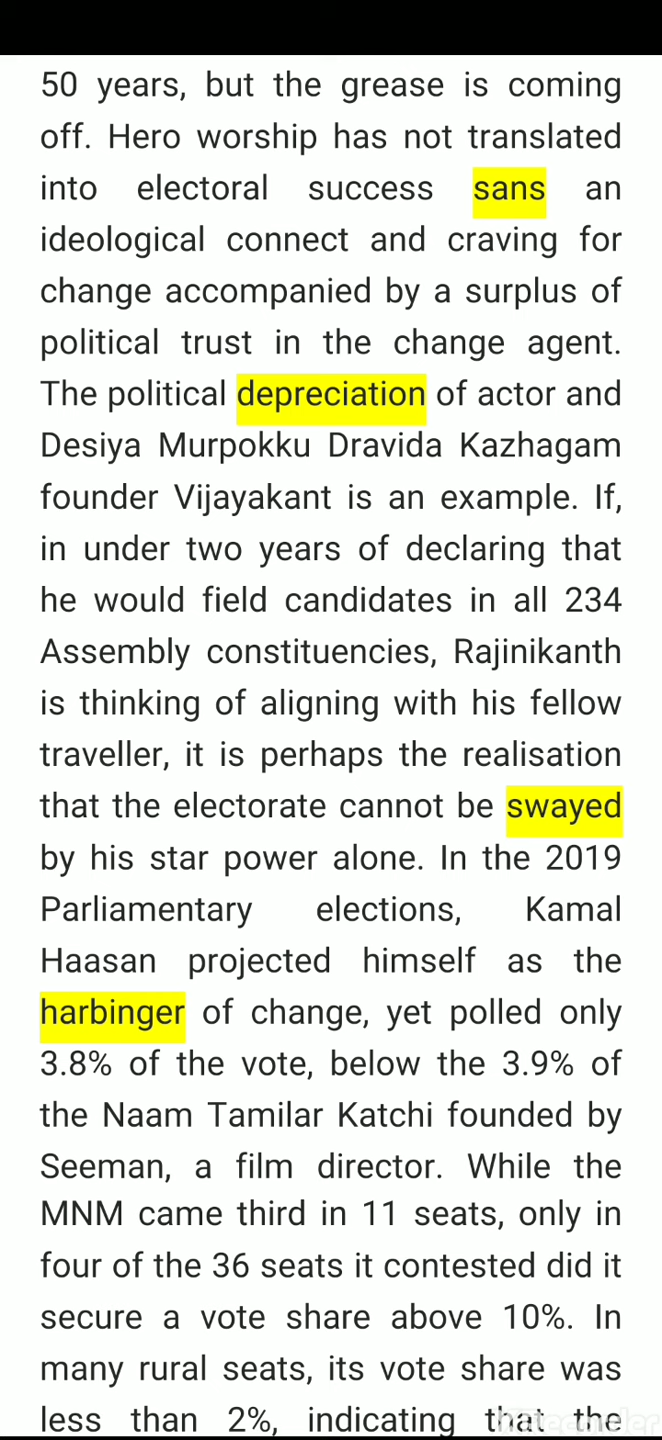 50 years, but the grease is coming
off. Hero worship has not translated
into electoral success sans an
ideological connect and craving for
change accompanied by a surplus of
political trust in the change agent.
The political depreciation of actor and
Desiya Murpokku Dravida Kazhagam
founder Vijayakant is an example. If,
in under two years of declaring that
he would field candidates in all 234
Assembly constituencies, Rajinikanth
is thinking of aligning with his fellow
traveller, it is perhaps the realisation
that the electorate cannot be swayed
by his star power alone. In the 2019
Parliamentary elections, Kamal
Haasan projected himself as the
harbinger of change, yet polled only
3.8% of the vote, below the 3.9% of
the Naam Tamilar Katchi founded by
Seeman, a film director. While the
MNM came third in 11 seats, only in
four of the 36 seats it contested did it
secure a vote share above 10%. In
many rural seats, its vote share was
less than 2%, indicating that the